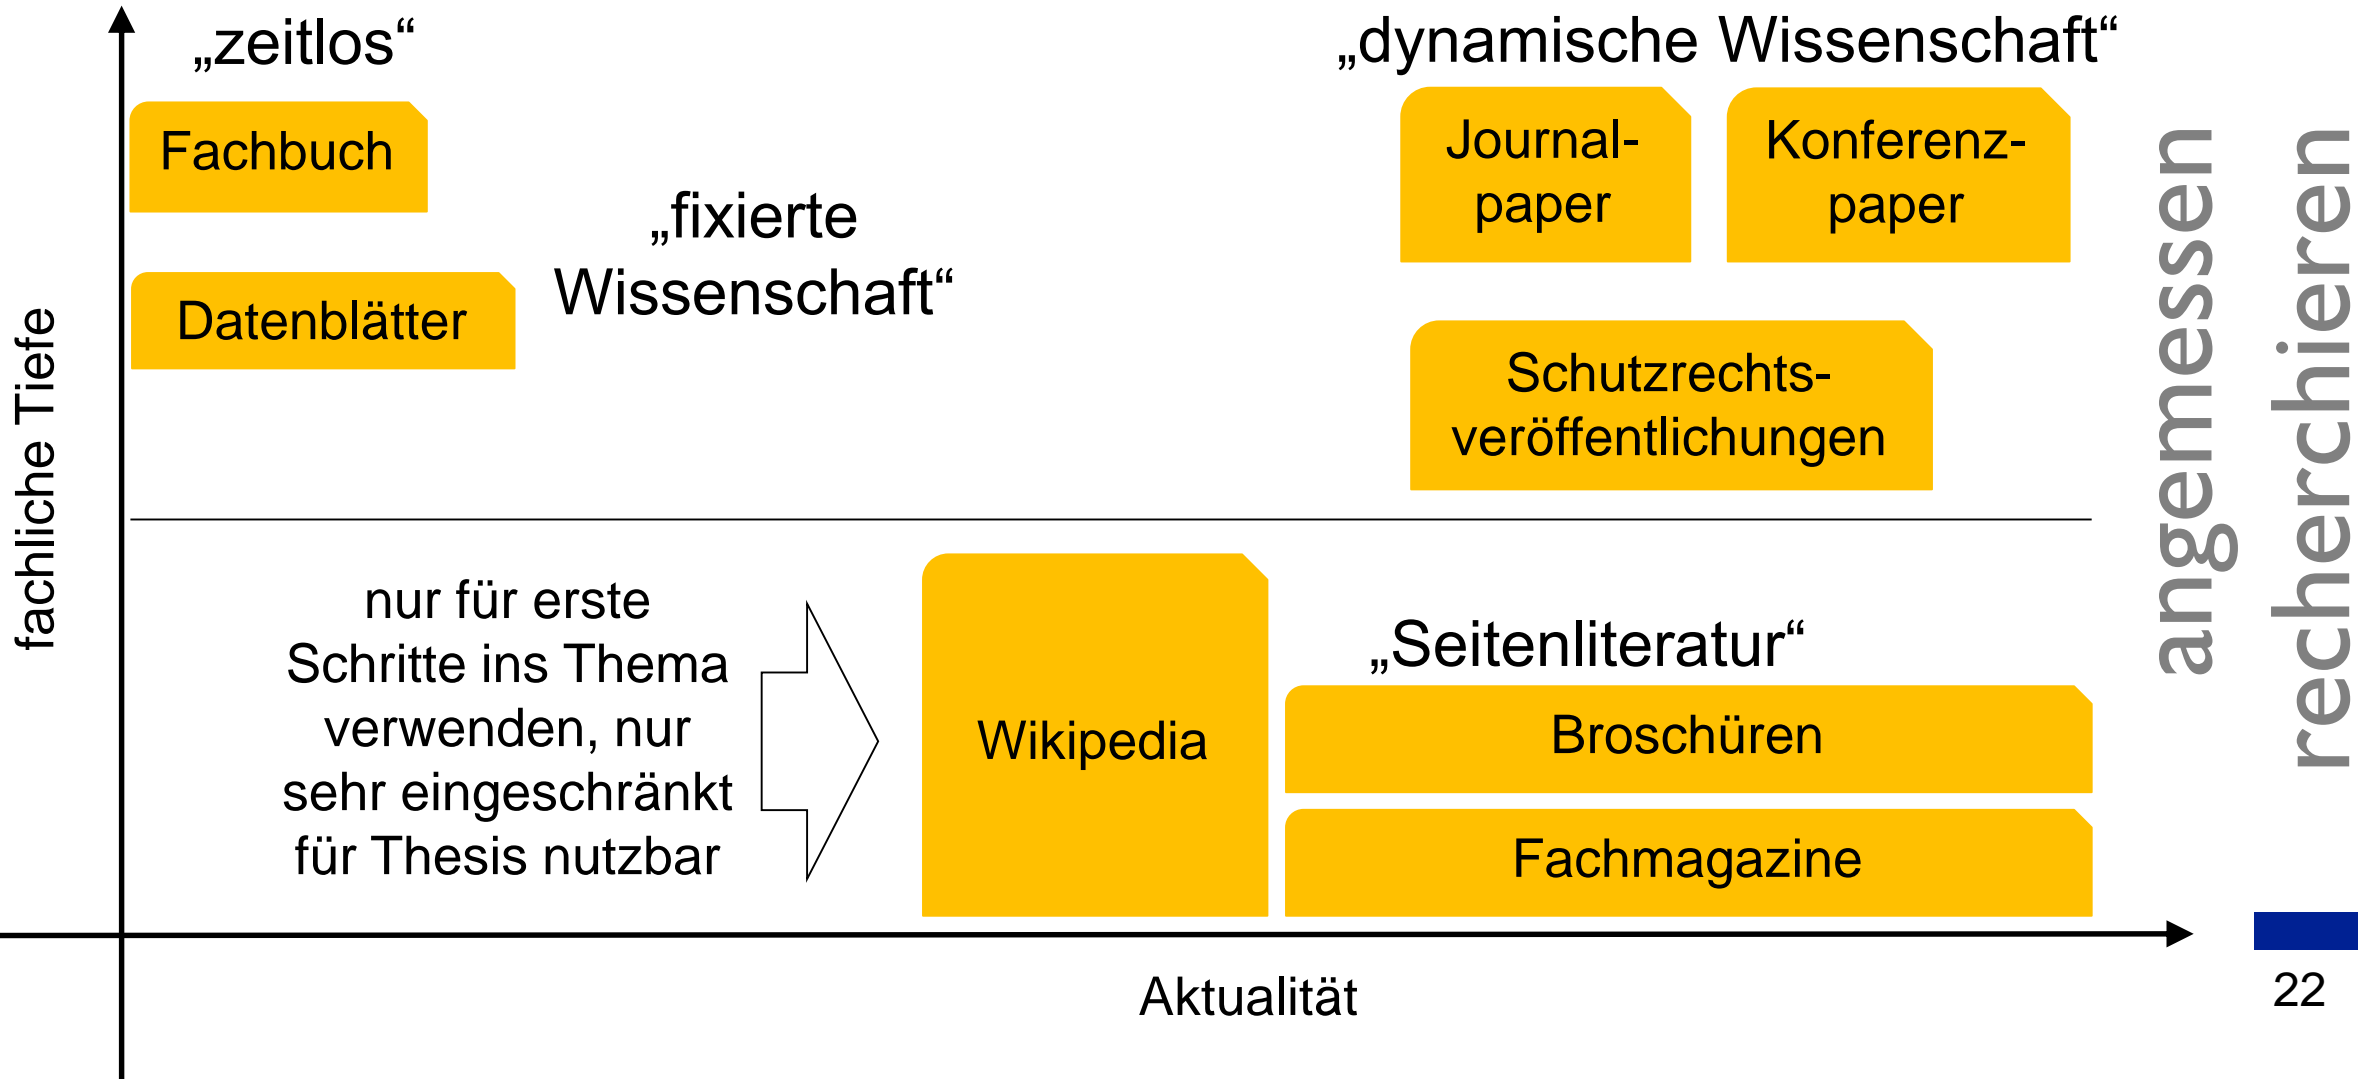 „zeitlos“
„dynamische Wissenschaft“
Fachbuch
Journal-
paper
Konferenz-
paper
„fixierte
Wissenschaft“
Datenblätter
Schutzrechts-
veröffentlichungen
fachliche Tiefe
nur für erste
Schritte ins Thema
verwenden, nur
sehr eingeschränkt
für Thesis nutzbar
Wikipedia
„Seitenliteratur“
Broschüren
Fachmagazine
Aktualität
angemessen
recherchieren
22